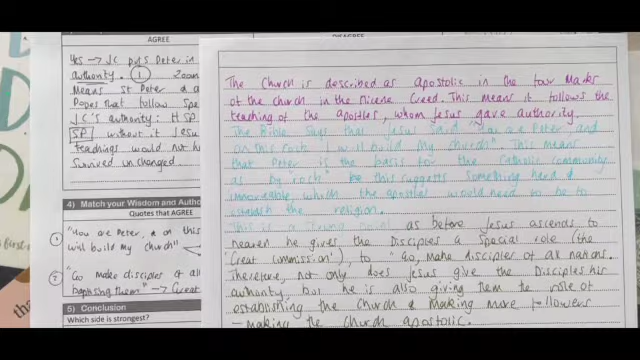 AGREE
DISAGREE
Yes → JC puts Peter in
authority. ①
Means St Peter &
Popes that follow
JC's authority: HSP
SP without it Jesu
teachings would not
Survived unchanged.
4) Match your Wisdom and Autho
Quotes that AGREE
"You are Peter, & on this
will build my church"
"Go make disciples of all
baptising them" → Great
5) Conclusion
Which side is strongest?
The Church is described as apostolic in the four Marks
of the church in the Nicene Creed. This means it follows the
teaching of the apostles, whom Jesus gave authority.
The Bible says that Jesus said "You are Peter and
on this rock I will build My church". This means
that Peter is the basis for the Catholic community
as by "rock" this suggests something hard &
immovable, which the apostles would need to be to
establish the religion.
This is a strong point as before Jesus ascends to
heaven he gives the Disciples a special role (the
Great Commission), to "Go, Make disciples of all nations.
Therefore, not only does Jesus give the Disciples his
authority, but he is also giving them the role of
establishing the Church & Making more followers
– making the church apostolic.